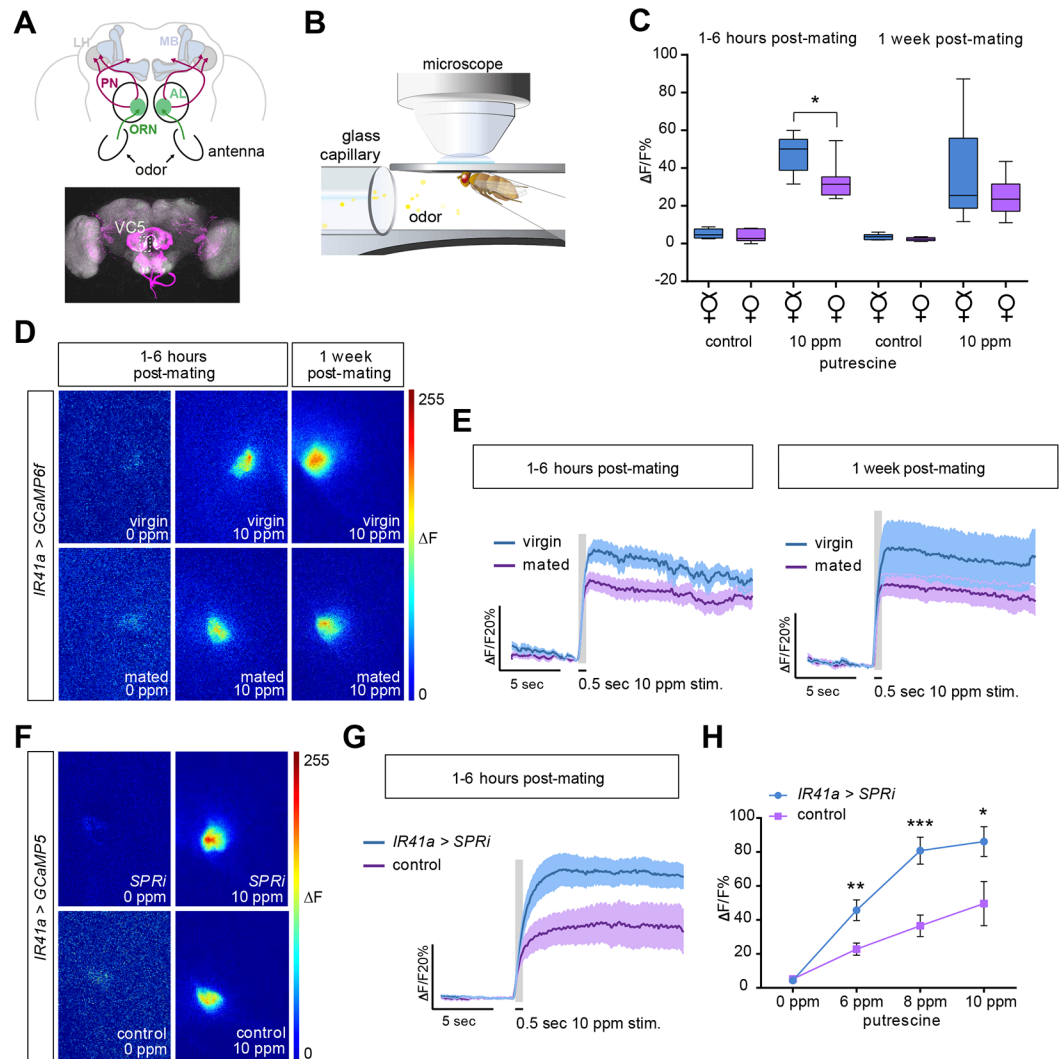 A
LH
MB
PN
AL
ORN
odor
antenna
VC5
B
microscope
glass
capillary
odor
C
1-6 hours post-mating
1 week post-mating
ΔF/F%
100
80
60
40
20
0
-20
*
control
10 ppm
control
10 ppm
putrescine
D
1-6 hours
post-mating
1 week
post-mating
IR41a > GCaMP6f
virgin
0 ppm
virgin
10 ppm
virgin
10 ppm
mated
0 ppm
mated
10 ppm
mated
10 ppm
255
ΔF
0
E
1-6 hours post-mating
virgin
mated
ΔF/F20%
5 sec
0.5 sec 10 ppm stim.
1 week post-mating
virgin
mated
ΔF/F20%
5 sec
0.5 sec 10 ppm stim.
F
IR41a > GCaMP5
SPRi
0 ppm
SPRi
10 ppm
control
0 ppm
control
10 ppm
255
ΔF
0
G
1-6 hours post-mating
IR41a > SPRi
control
ΔF/F20%
5 sec
0.5 sec 10 ppm stim.
H
IR41a > SPRi
control
ΔF/F%
100
80
60
40
20
0
**
***
*
0 ppm
6 ppm
8 ppm
10 ppm
putrescine